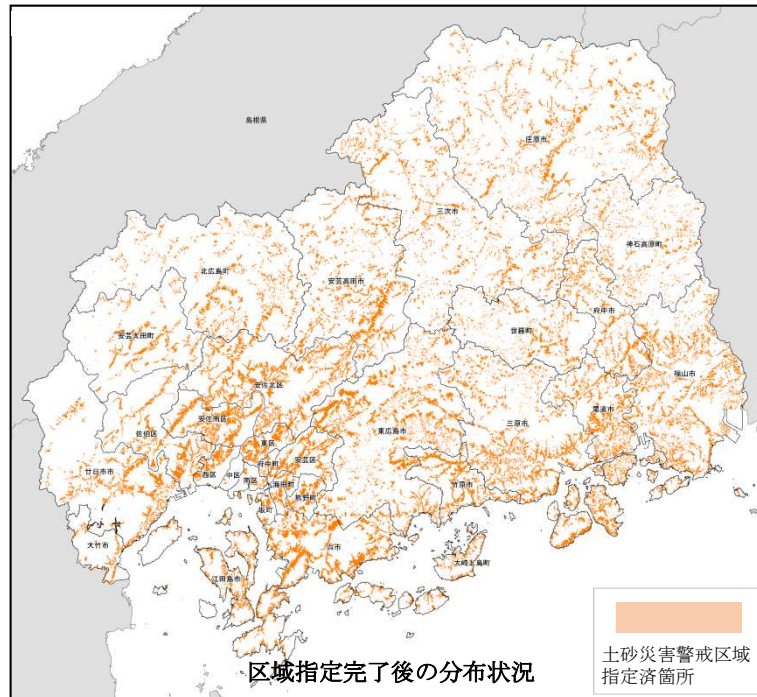 島根県
庄原市
三次市
神石高原町
北広島町
安芸高田市
府中市
世羅町
安芸太田町
福山市
安佐北区
尾道市
安佐南区
三原市
東広島市
佐伯区
東区
安芸区
府中町
廿日市市
西区
中区
南区
海田町
竹原市
熊野町
坂町
大竹市
呉市
大崎上島町
江田島市
区域指定完了後の分布状況
土砂災害警戒区域
指定済箇所